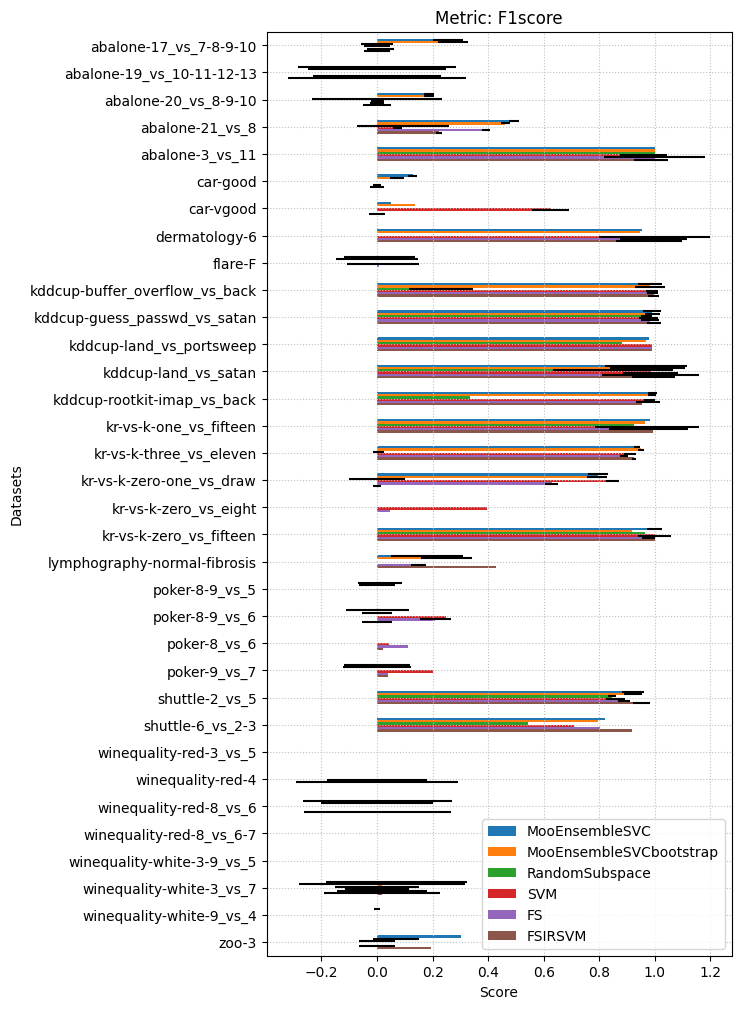 Metric: F1score
abalone-17_vs_7-8-9-10
abalone-19_vs_10-11-12-13
abalone-20_vs_8-9-10
abalone-21_vs_8
abalone-3_vs_11
car-good
car-vgood
dermatology-6
flare-F
kddcup-buffer_overflow_vs_back
kddcup-guess_passwd_vs_satan
kddcup-land_vs_portsweep
kddcup-land_vs_satan
kddcup-rootkit-imap_vs_back
kr-vs-k-one_vs_fifteen
kr-vs-k-three_vs_eleven
kr-vs-k-zero-one_vs_draw
kr-vs-k-zero_vs_eight
kr-vs-k-zero_vs_fifteen
lymphography-normal-fibrosis
poker-8-9_vs_5
poker-8-9_vs_6
poker-8_vs_6
poker-9_vs_7
shuttle-2_vs_5
shuttle-6_vs_2-3
winequality-red-3_vs_5
winequality-red-4
winequality-red-8_vs_6
winequality-red-8_vs_6-7
winequality-white-3-9_vs_5
winequality-white-3_vs_7
winequality-white-9_vs_4
zoo-3
Datasets
MooEnsembleSVC
MooEnsembleSVCbootstrap
RandomSubspace
SVM
FS
FSIRSVM
−0.2 0.0 0.2 0.4 0.6 0.8 1.0 1.2
Score